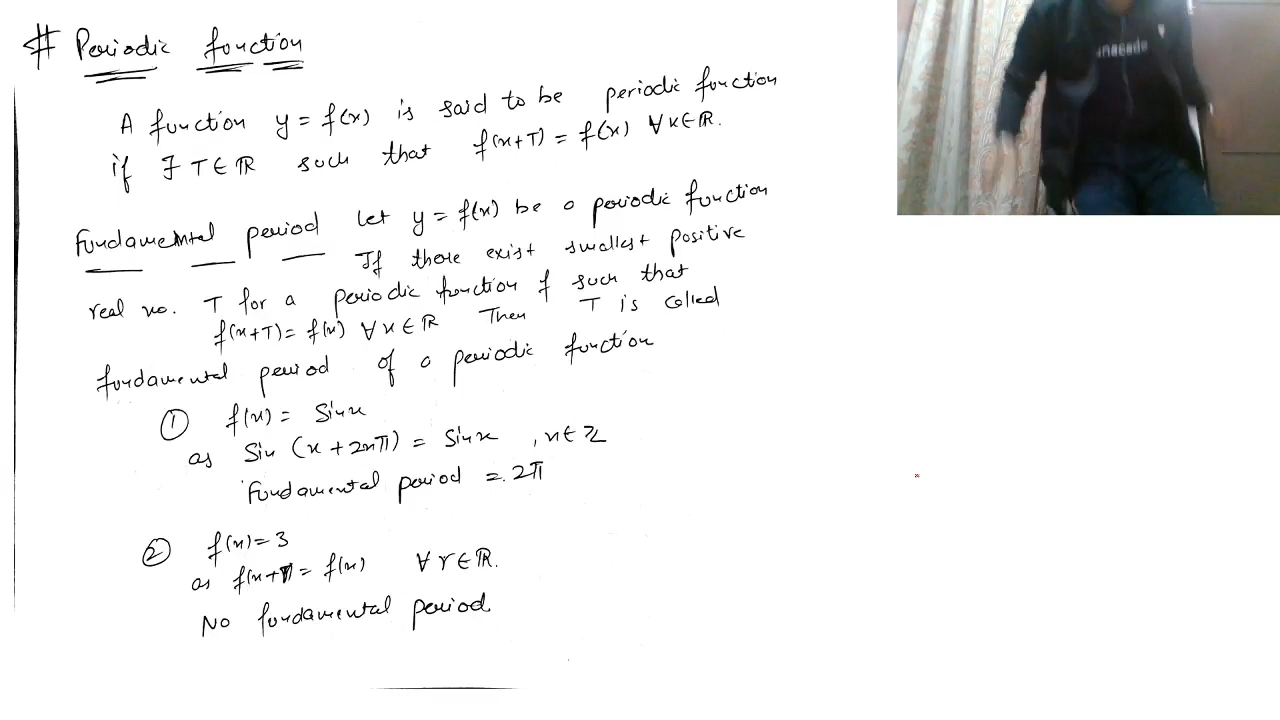 # Periodic function
A function y = f(x) is said to be periodic function
if ∃ T ∈ ℝ such that f(x+T) = f(x) ∀ x ∈ ℝ.
Fundamental period let y = f(x) be a periodic function
If there exist smallest positive
real no. T for a periodic function f such that
f(x+T) = f(x) ∀ x ∈ ℝ Then T is called
fundamental period of a periodic function
① f(x) = Sinx
as Sin (x + 2nπ) = Sinx , n ∈ ℤ
Fundamental period = 2π
② f(x) = 3
as f(x+ = f(x) ∀ r ∈ ℝ.
No fundamental period